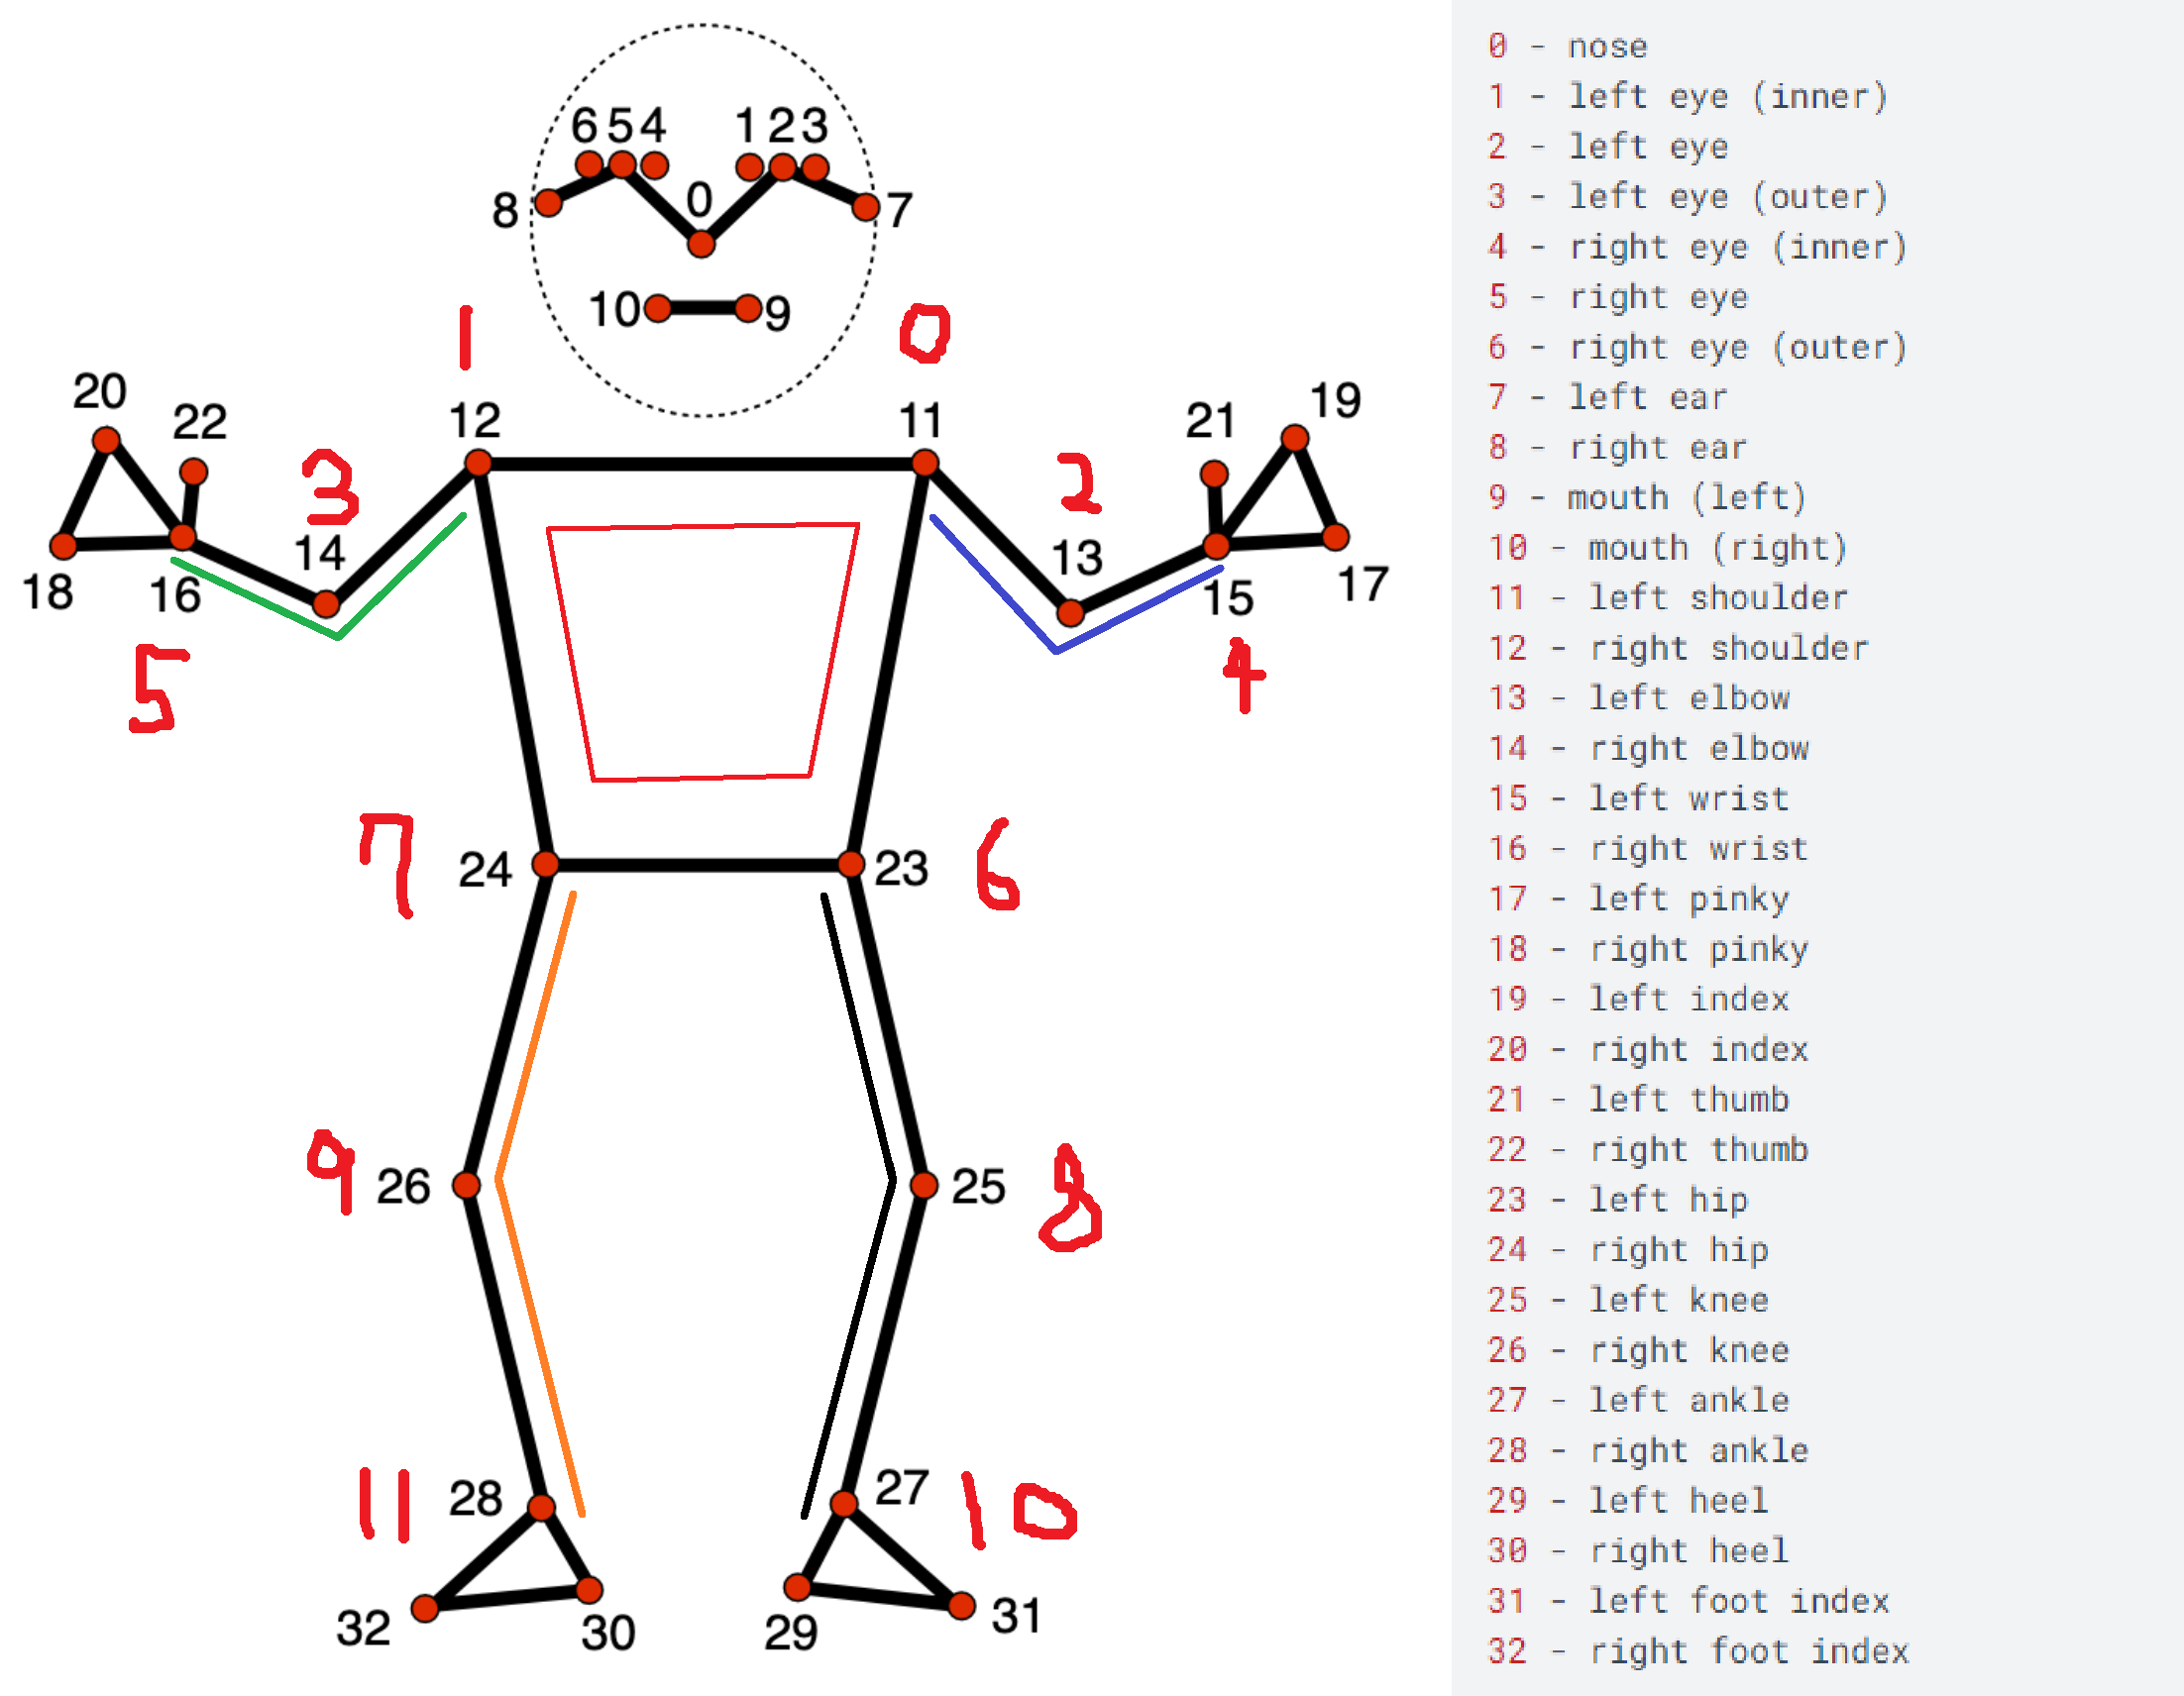 6 5 4 1 2 3
8 0 7
10 9
1 0
20 22 12 11 21 19
3 2
18 16 14 13 15 17
5 4
7 24 23 6
9 26 25 8
11 28 27 10
32 30 29 31
0 - nose
1 - left eye (inner)
2 - left eye
3 - left eye (outer)
4 - right eye (inner)
5 - right eye
6 - right eye (outer)
7 - left ear
8 - right ear
9 - mouth (left)
10 - mouth (right)
11 - left shoulder
12 - right shoulder
13 - left elbow
14 - right elbow
15 - left wrist
16 - right wrist
17 - left pinky
18 - right pinky
19 - left index
20 - right index
21 - left thumb
22 - right thumb
23 - left hip
24 - right hip
25 - left knee
26 - right knee
27 - left ankle
28 - right ankle
29 - left heel
30 - right heel
31 - left foot index
32 - right foot index